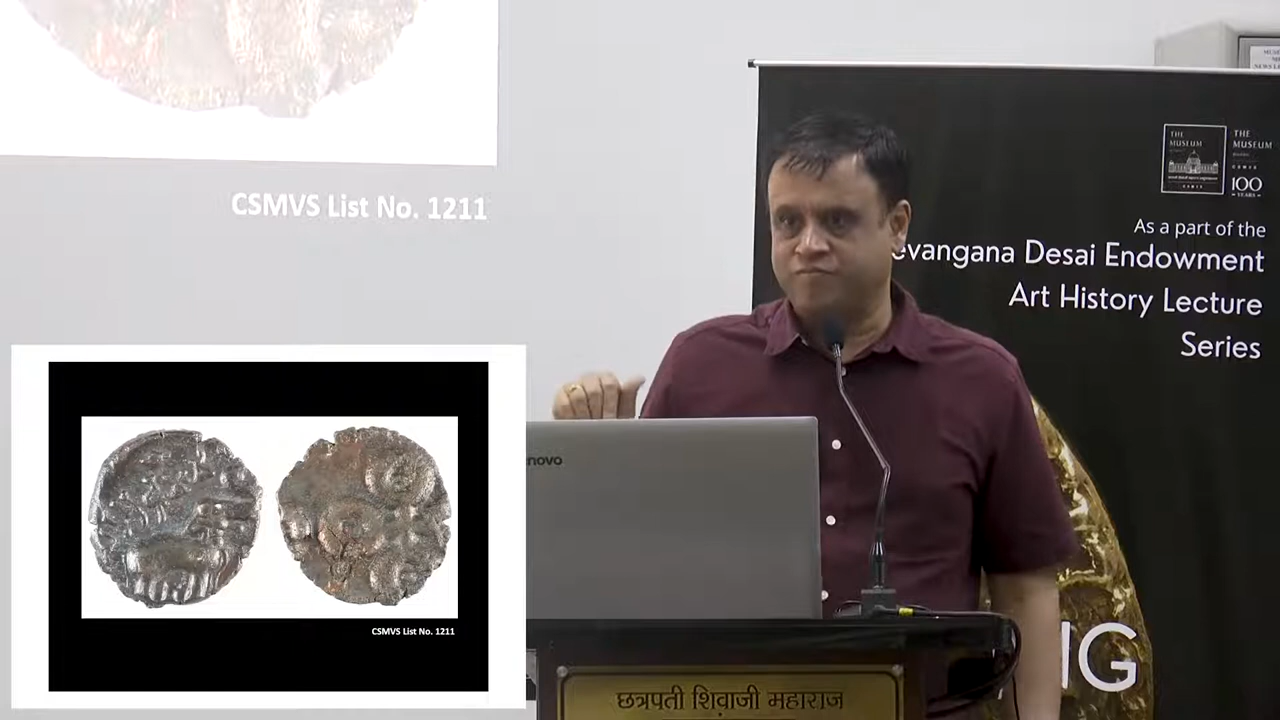 CSMVS List No. 1211
THE
MUSEUM
THE
MUSEUM
100
YEARS
As a part of the
evangana Desai Endowment
Art History Lecture
Series
novo
CSMVS List No. 1211
NG
छत्रपती शिवाजी महाराज